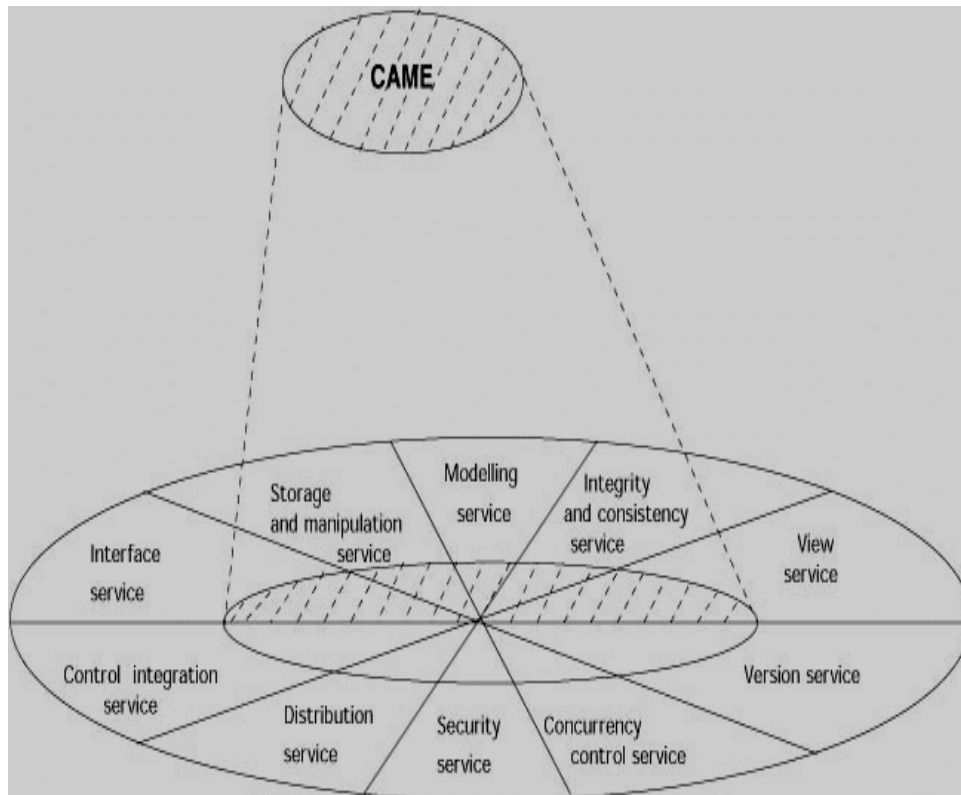 CAME
Modelling
service
Storage
and manipulation
service
Integrity
and consistency
service
Interface
service
View
service
Control integration
service
Version service
Distribution
service
Security
service
Concurrency
control service